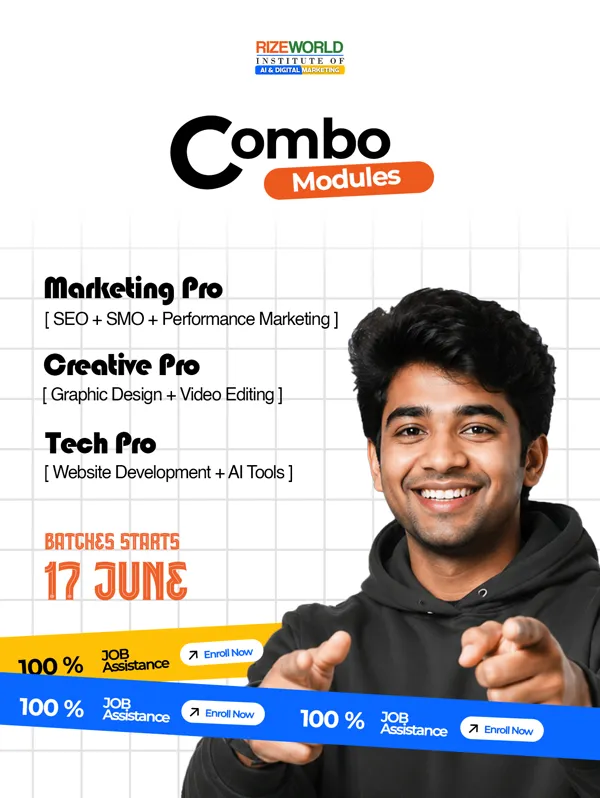 RIZEWORLD
INSTITUTE OF
AI & DIGITAL MARKETING
Combo
Modules
Marketing Pro
[ SEO + SMO + Performance Marketing ]
Creative Pro
[ Graphic Design + Video Editing ]
Tech Pro
[ Website Development + AI Tools ]
BATCHES STARTS
17 JUNE
100 % JOB Assistance Enroll Now
100 % JOB Assistance Enroll Now 100 % JOB Assistance Enroll Now